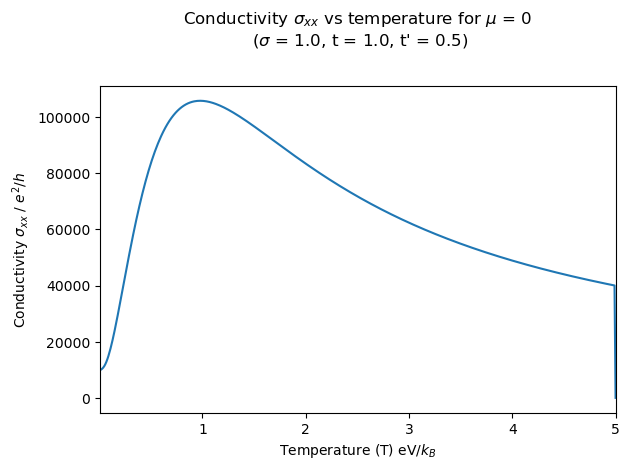 Conductivity σxx vs temperature for μ = 0
(σ = 1.0, t = 1.0, t' = 0.5)
100000
80000
60000
40000
20000
0
Conductivity σxx / e²/h
1 2 3 4 5
Temperature (T) eV/kB